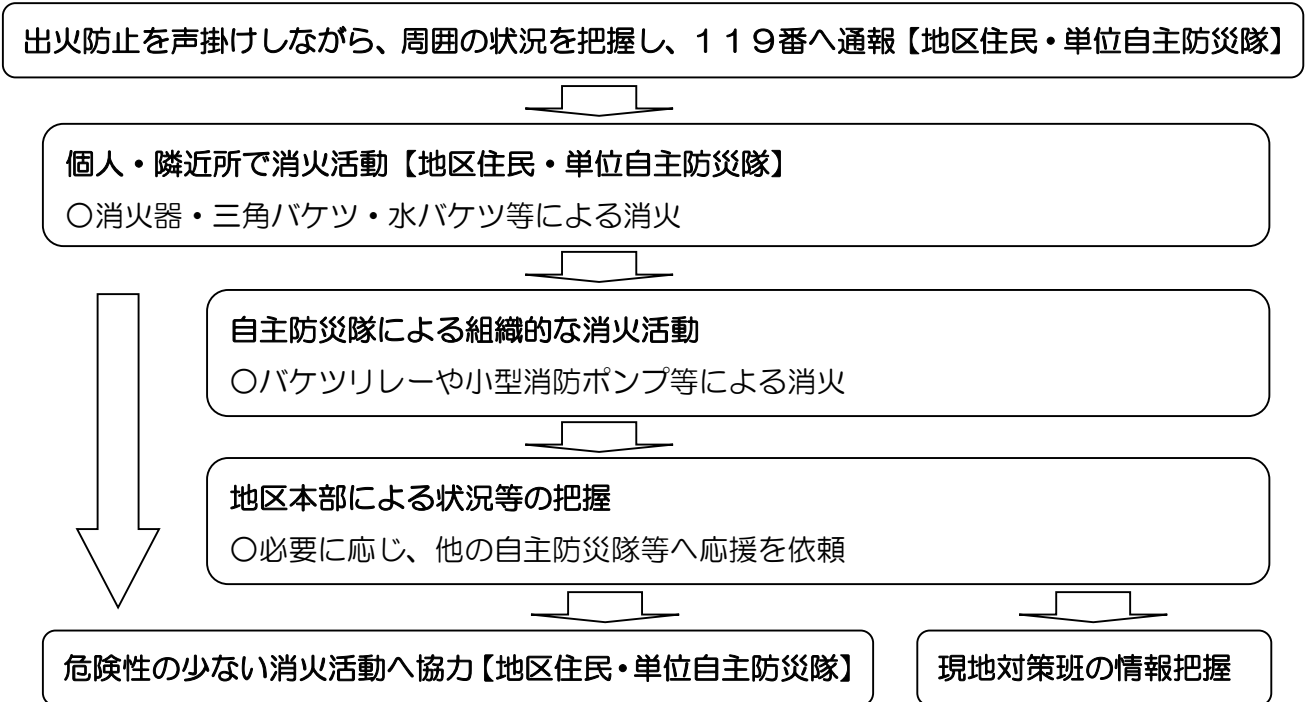 出火防止を声掛けしながら、周囲の状況を把握し、１１９番へ通報【地区住民・単位自主防災隊】
個人・隣近所で消火活動【地区住民・単位自主防災隊】
○消火器・三角バケツ・水バケツ等による消火
自主防災隊による組織的な消火活動
○バケツリレーや小型消防ポンプ等による消火
地区本部による状況等の把握
○必要に応じ、他の自主防災隊等へ応援を依頼
危険性の少ない消火活動へ協力【地区住民・単位自主防災隊】
現地対策班の情報把握